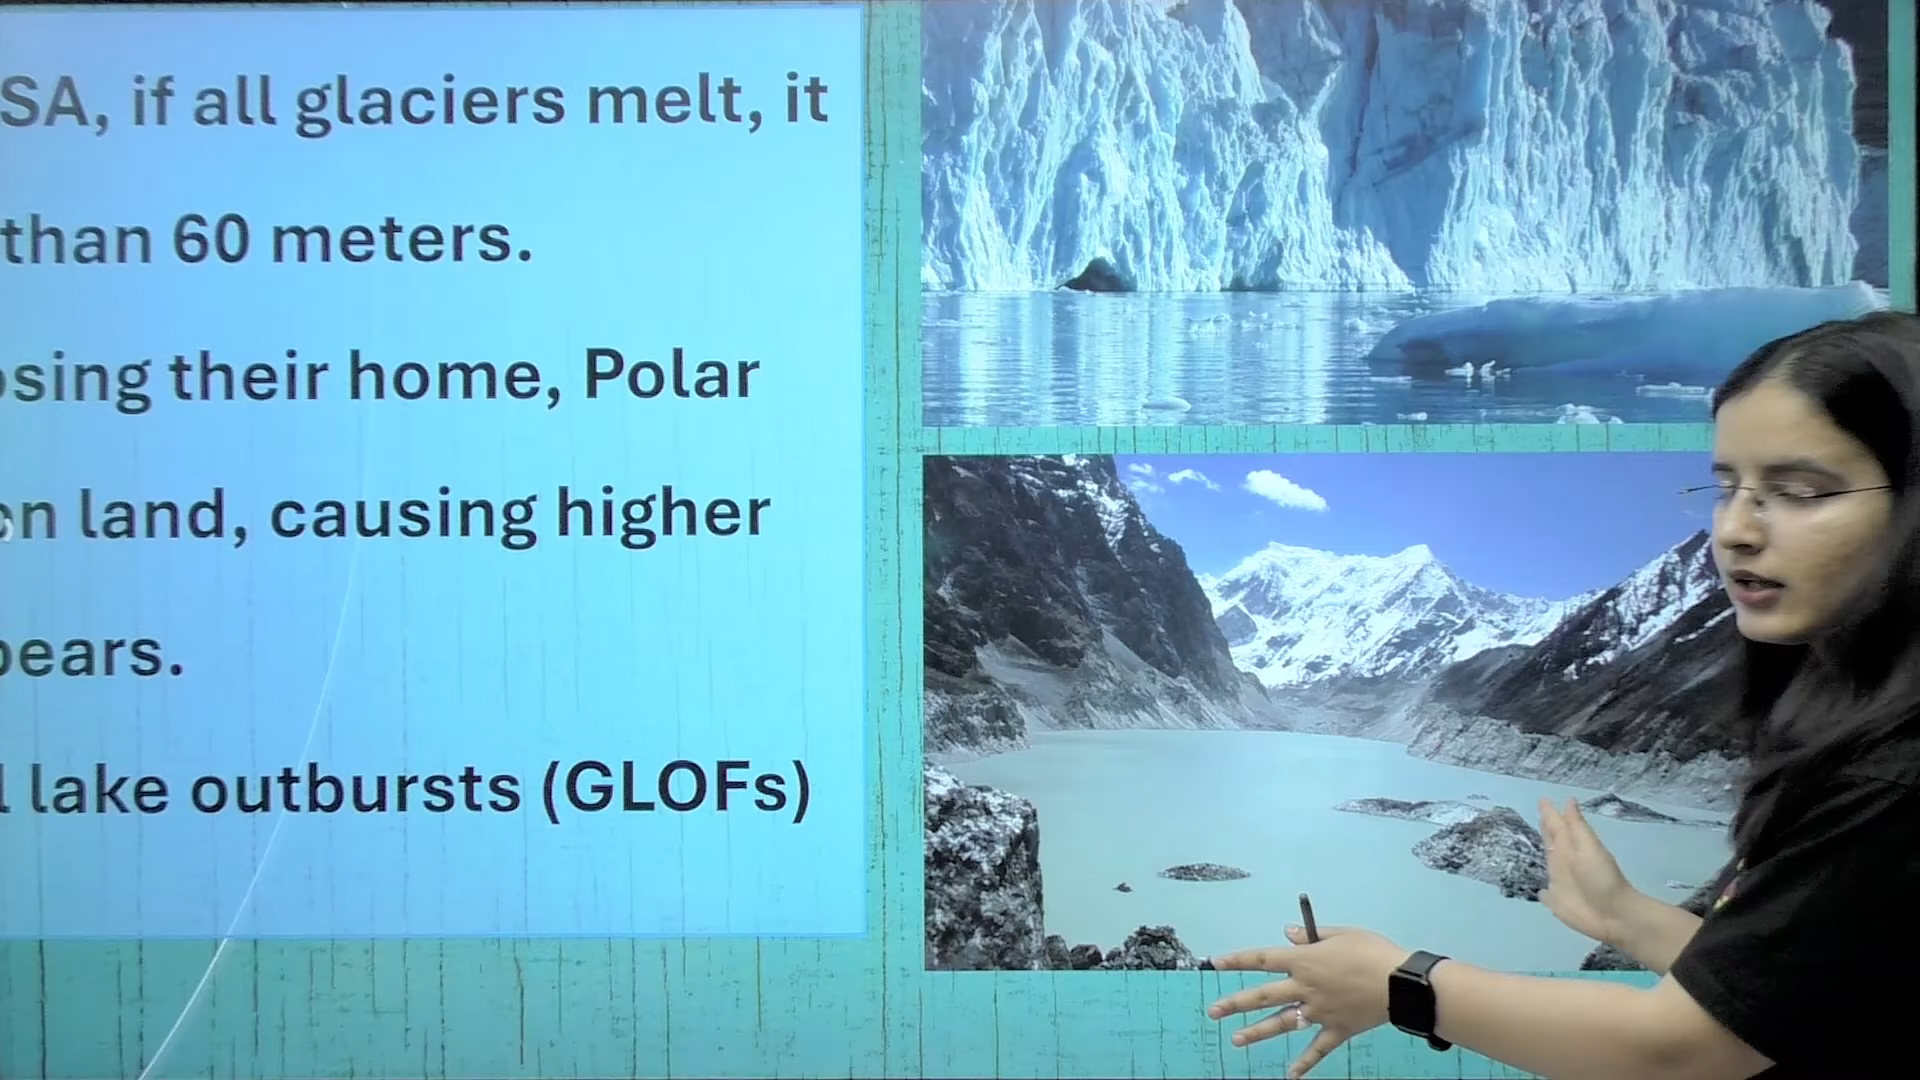 SA, if all glaciers melt, it
than 60 meters.
osing their home, Polar
on land, causing higher
bears.
l lake outbursts (GLOFs)